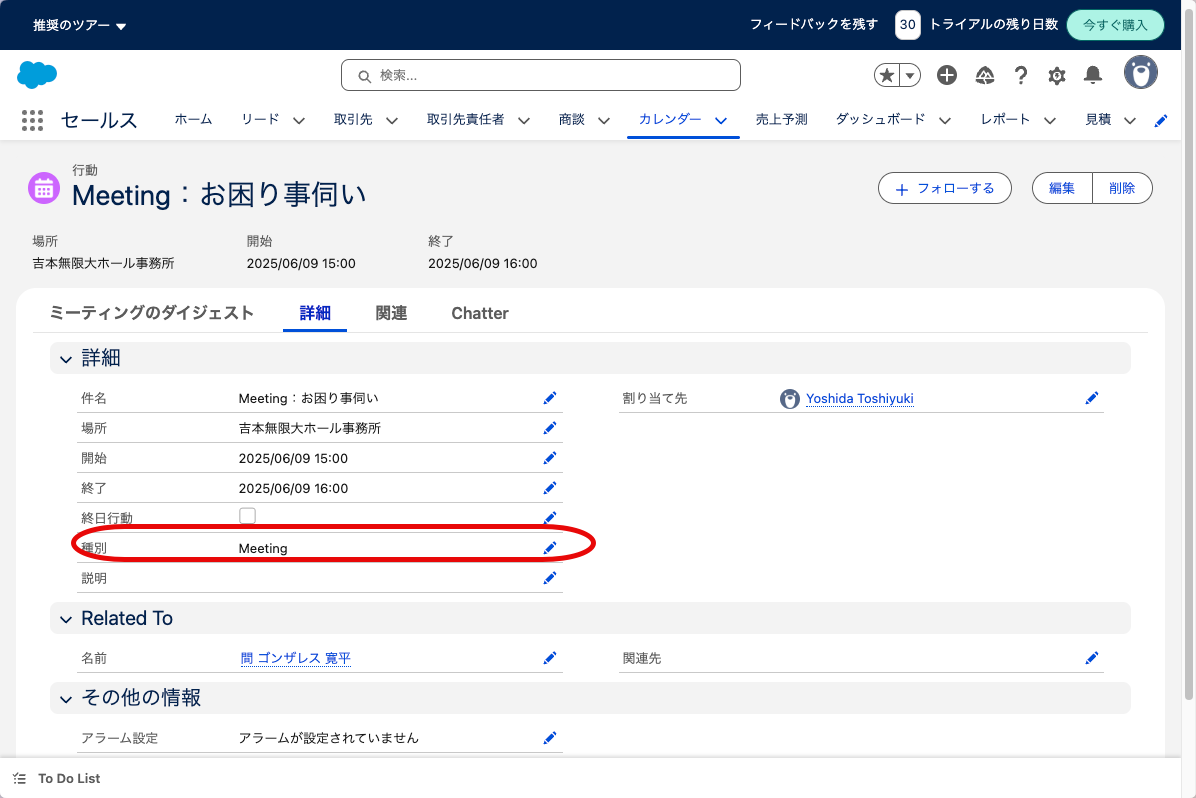 推奨のツアー
フィードバックを残す 30 トライアルの残り日数 今すぐ購入
検索...
セールス ホーム リード 取引先 取引先責任者 商談 カレンダー 売上予測 ダッシュボード レポート 見積
行動
Meeting：お困り事伺い
フォローする 編集 削除
場所 開始 終了
吉本無限大ホール事務所 2025/06/09 15:00 2025/06/09 16:00
ミーティングのダイジェスト 詳細 関連 Chatter
詳細
件名 Meeting：お困り事伺い 割り当て先 Yoshida Toshiyuki
場所 吉本無限大ホール事務所
開始 2025/06/09 15:00
終了 2025/06/09 16:00
終日行動
種別 Meeting
説明
Related To
名前 間 ゴンザレス 寛平 関連先
その他の情報
アラーム設定 アラームが設定されていません
To Do List